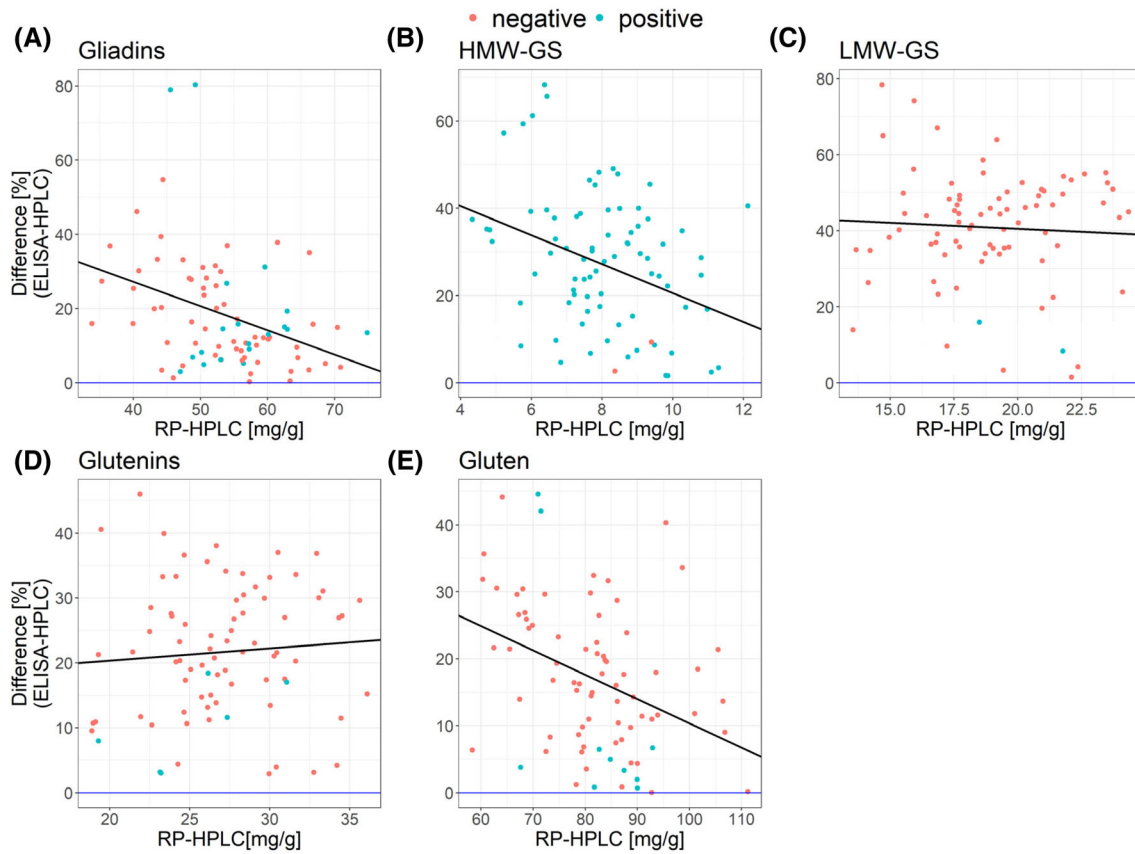 negative positive
(A) Gliadins
(B) HMW-GS
(C) LMW-GS
Difference [%]
(ELISA-HPLC)
80
60
40
20
0
40 50 60 70
RP-HPLC [mg/g]
60
40
20
0
4 6 8 10 12
RP-HPLC [mg/g]
80
60
40
20
0
15.0 17.5 20.0 22.5
RP-HPLC [mg/g]
(D) Glutenins
(E) Gluten
Difference [%]
(ELISA-HPLC)
40
30
20
10
0
20 25 30 35
RP-HPLC[mg/g]
40
30
20
10
0
60 70 80 90 100 110
RP-HPLC [mg/g]